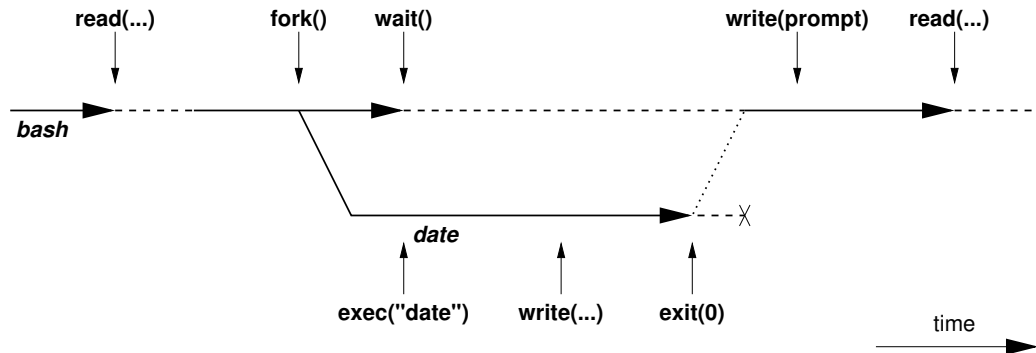 read(...) fork() wait() write(prompt) read(...)
bash
date
exec("date") write(...) exit(0)
time